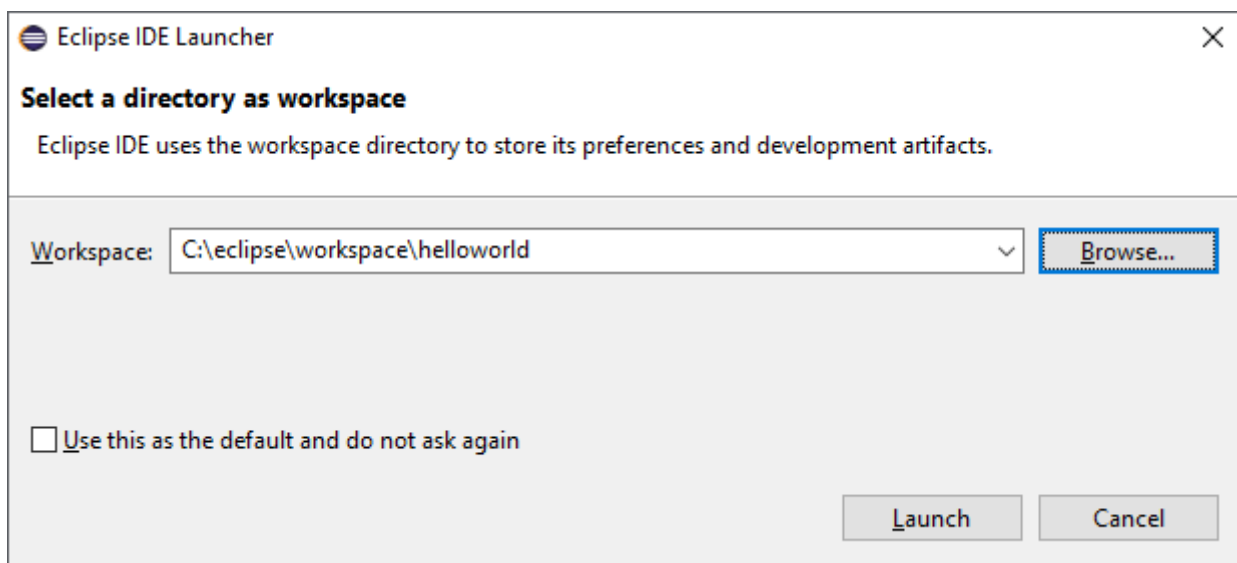 Eclipse IDE Launcher
Select a directory as workspace
Eclipse IDE uses the workspace directory to store its preferences and development artifacts.
Workspace: C:\eclipse\workspace\helloworld Browse...
Use this as the default and do not ask again
Launch Cancel